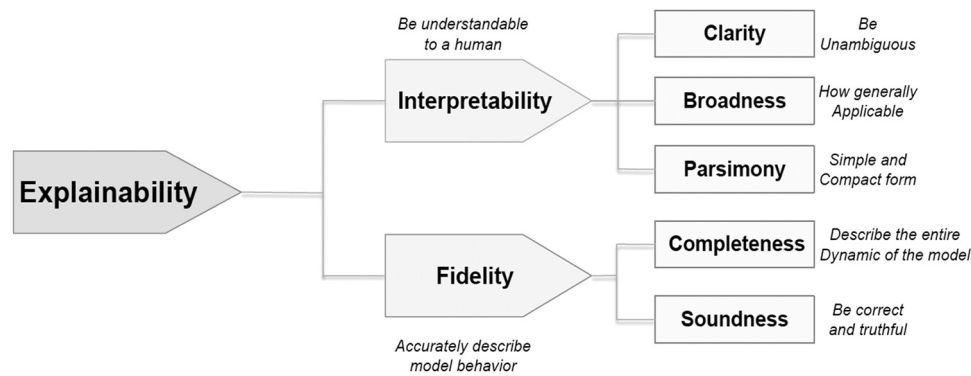 Explainability
Be understandable
to a human
Interpretability
Clarity
Be
Unambiguous
Broadness
How generally
Applicable
Parsimony
Simple and
Compact form
Fidelity
Accurately describe
model behavior
Completeness
Describe the entire
Dynamic of the model
Soundness
Be correct
and truthful